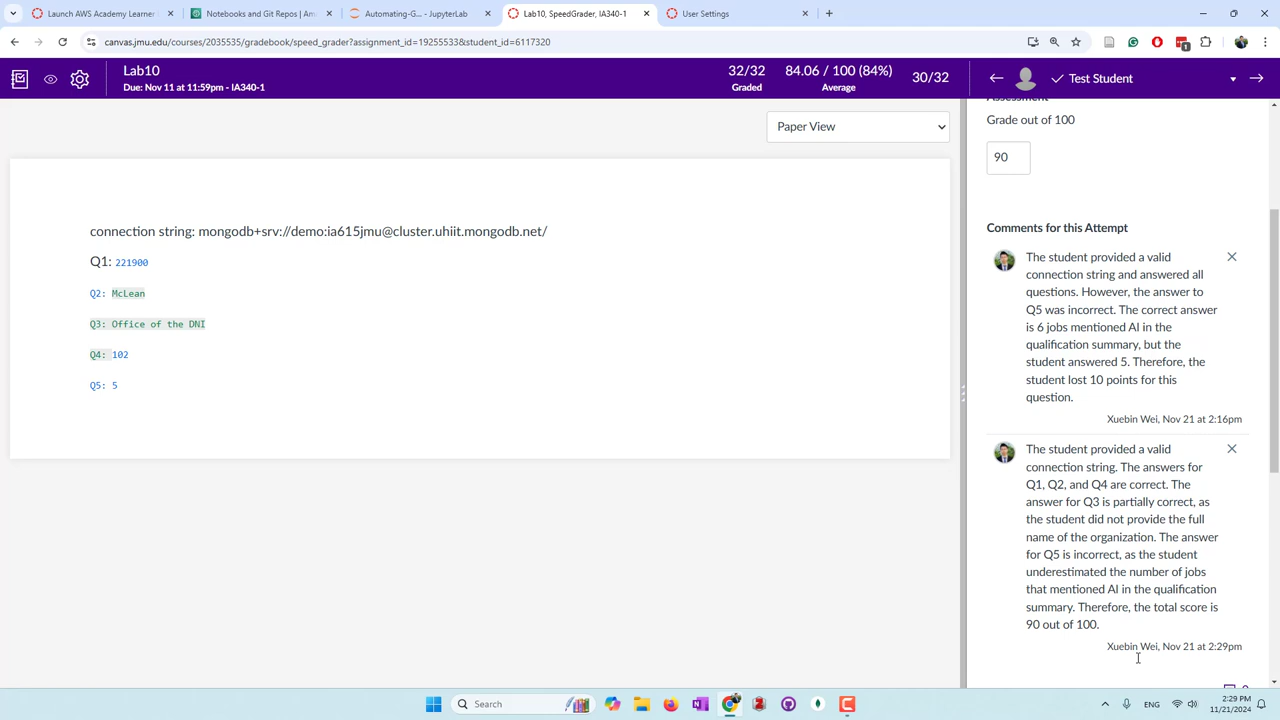 Launch AWS Academy Learner
Notebooks and Git Repos | Am
Automating-G... - JupyterLab
Lab10, SpeedGrader, IA340-1
User Settings
canvas.jmu.edu/courses/2035535/gradebook/speed_grader?assignment_id=19255533&student_id=6117320
1
Lab10
Due: Nov 11 at 11:59pm - IA340-1
32/32
Graded
84.06 / 100 (84%)
Average
30/32
Test Student
Paper View
connection string: mongodb+srv://demo:ia615jmu@cluster.uhiit.mongodb.net/
Q1: 221900
Q2: McLean
Q3: Office of the DNI
Q4: 102
Q5: 5
Assessment
Grade out of 100
90
Comments for this Attempt
The student provided a valid
connection string and answered all
questions. However, the answer to
Q5 was incorrect. The correct answer
is 6 jobs mentioned AI in the
qualification summary, but the
student answered 5. Therefore, the
student lost 10 points for this
question.
Xuebin Wei, Nov 21 at 2:16pm
The student provided a valid
connection string. The answers for
Q1, Q2, and Q4 are correct. The
answer for Q3 is partially correct, as
the student did not provide the full
name of the organization. The answer
for Q5 is incorrect, as the student
underestimated the number of jobs
that mentioned AI in the qualification
summary. Therefore, the total score is
90 out of 100.
Xuebin Wei, Nov 21 at 2:29pm
Search
ENG
2:29 PM
11/21/2024